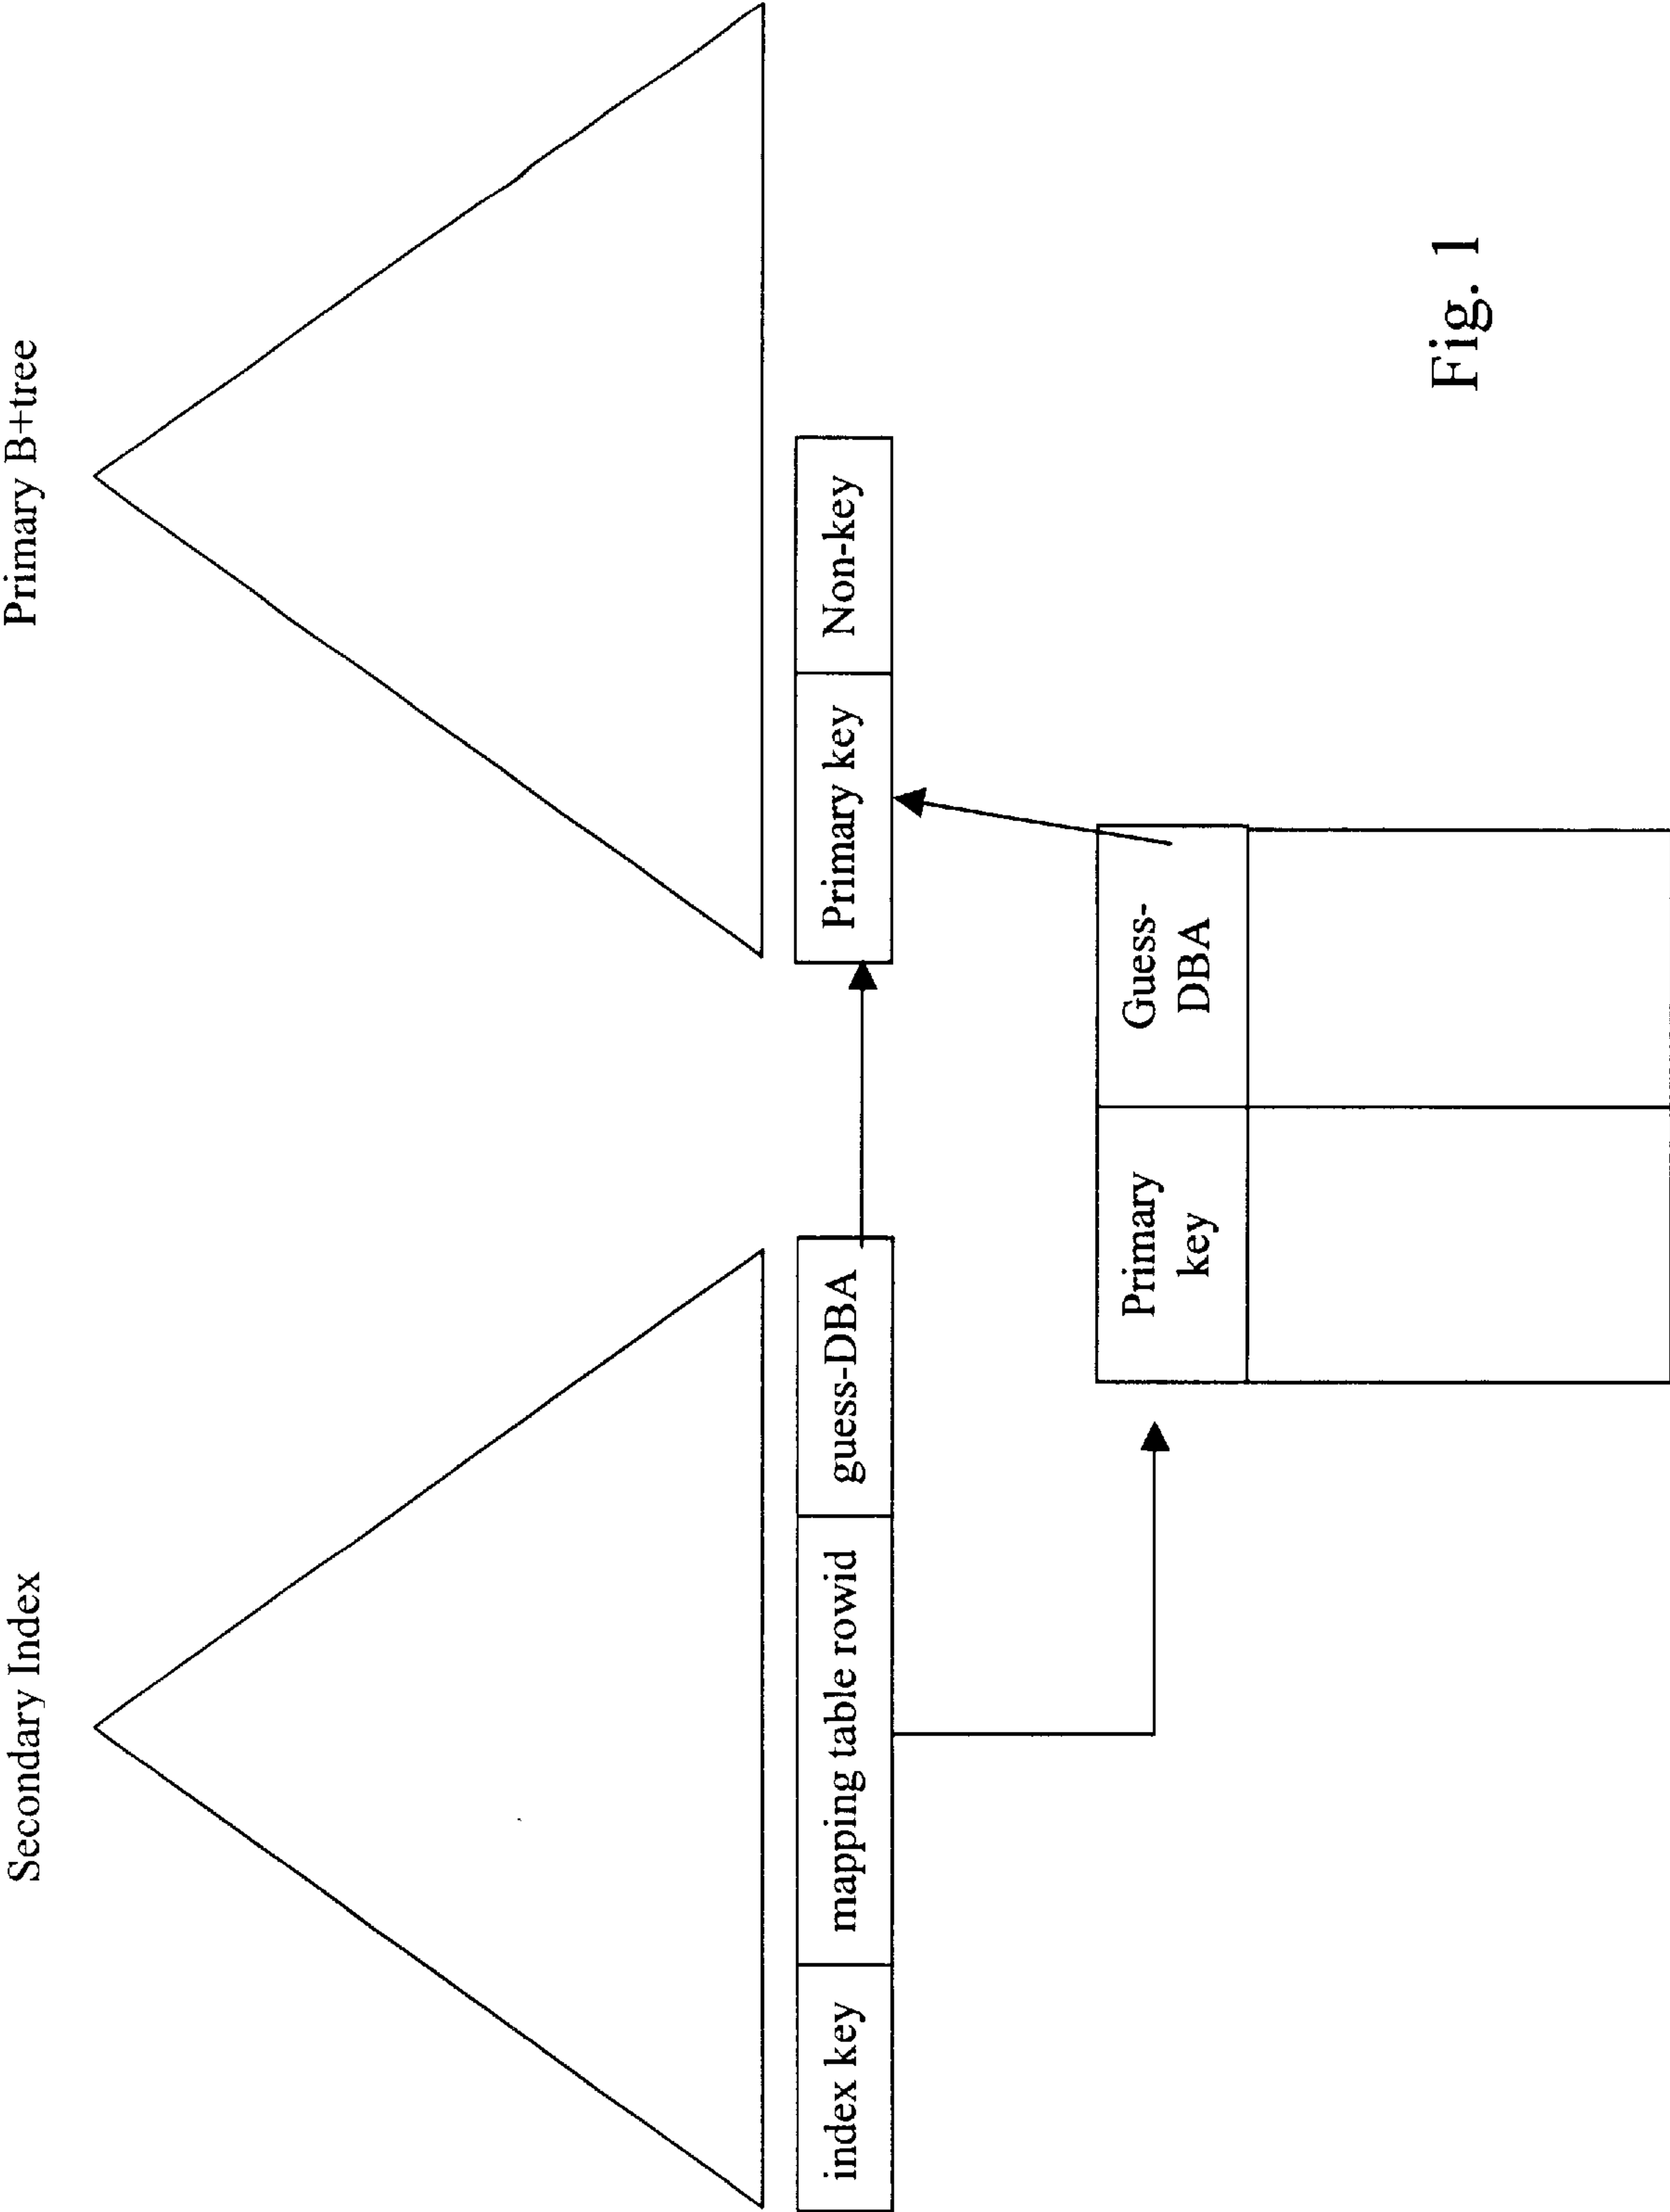 Secondary Index
Primary B+tree
index key
mapping table rowid
guess-DBA
Primary key
Non-key
Primary
key
Guess-
DBA
Fig. 1